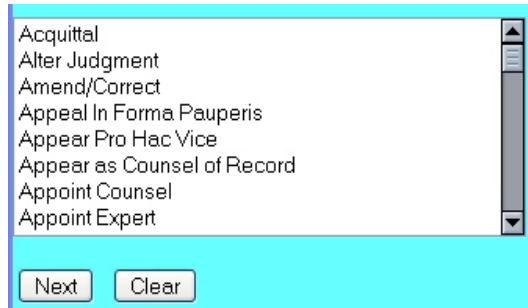 Acquittal
Alter Judgment
Amend/Correct
Appeal In Forma Pauperis
Appear Pro Hac Vice
Appear as Counsel of Record
Appoint Counsel
Appoint Expert
Next Clear